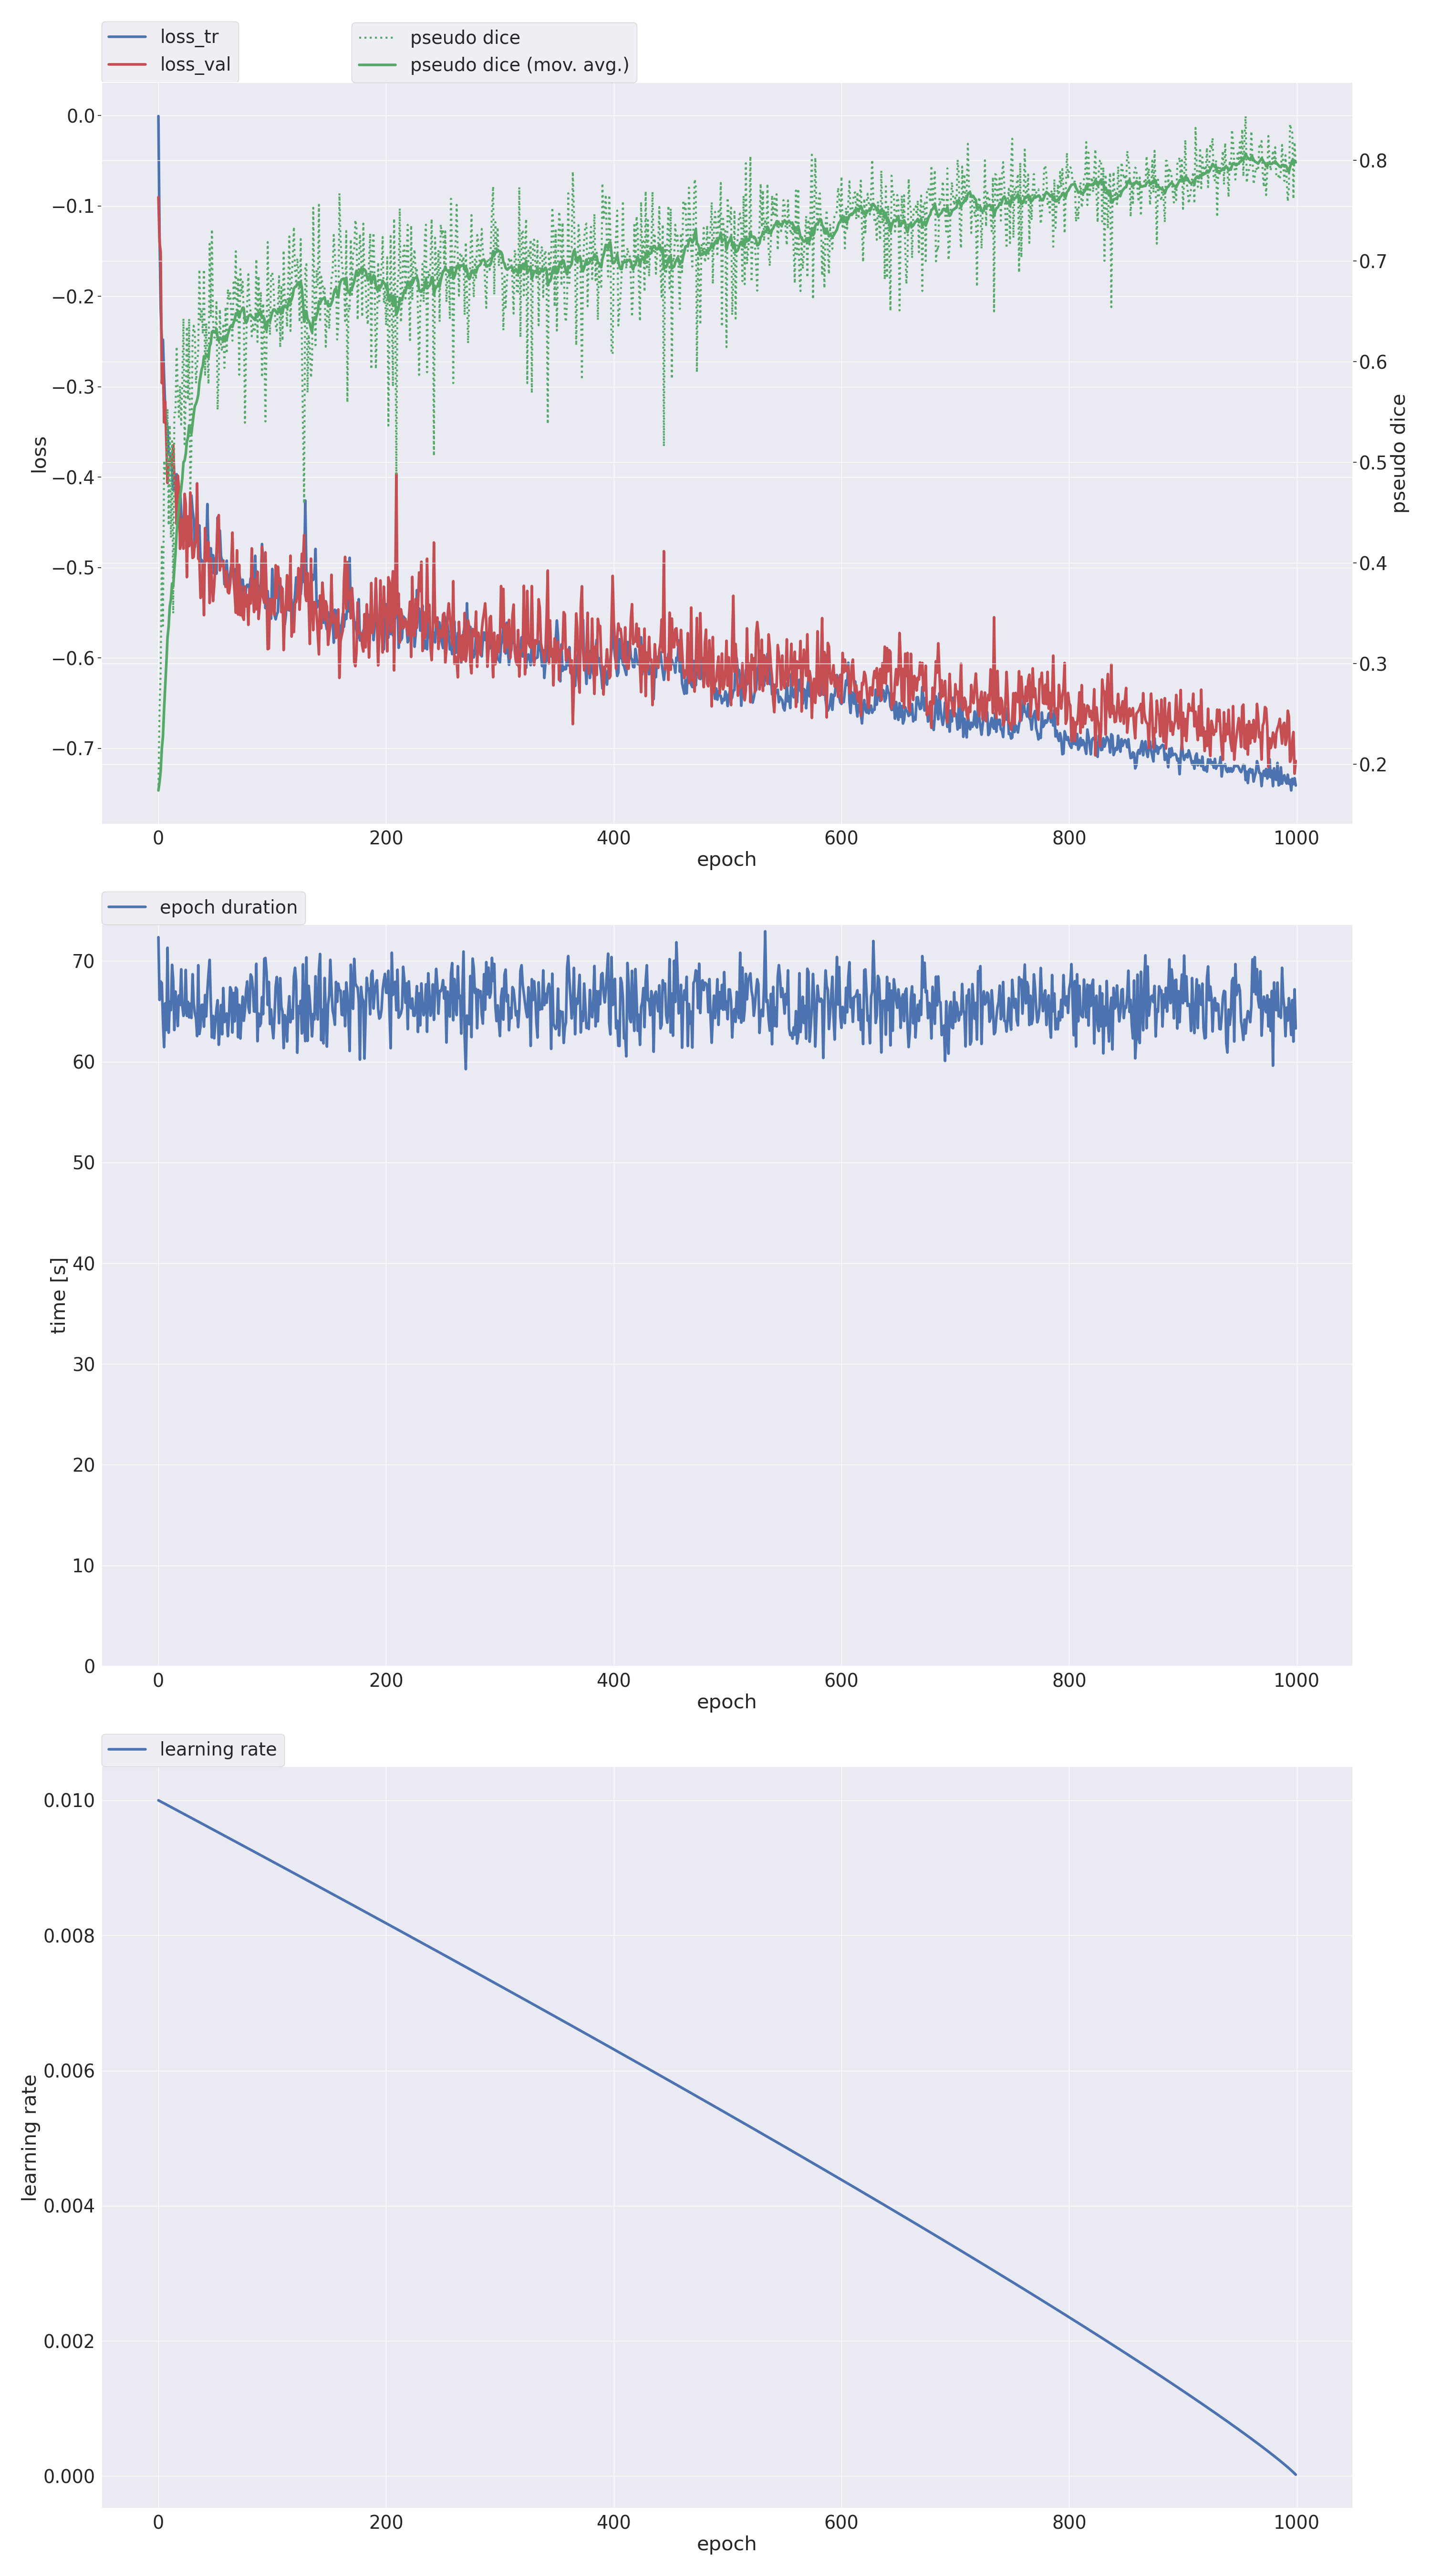 loss_tr
loss_val
pseudo dice
pseudo dice (mov. avg.)
0.0
−0.1
−0.2
−0.3
−0.4
−0.5
−0.6
−0.7
loss
0.8
0.7
0.6
0.5
0.4
0.3
0.2
pseudo dice
0 200 400 600 800 1000
epoch
epoch duration
70
60
50
40
30
20
10
0
time [s]
0 200 400 600 800 1000
epoch
learning rate
0.010
0.008
0.006
0.004
0.002
0.000
learning rate
0 200 400 600 800 1000
epoch